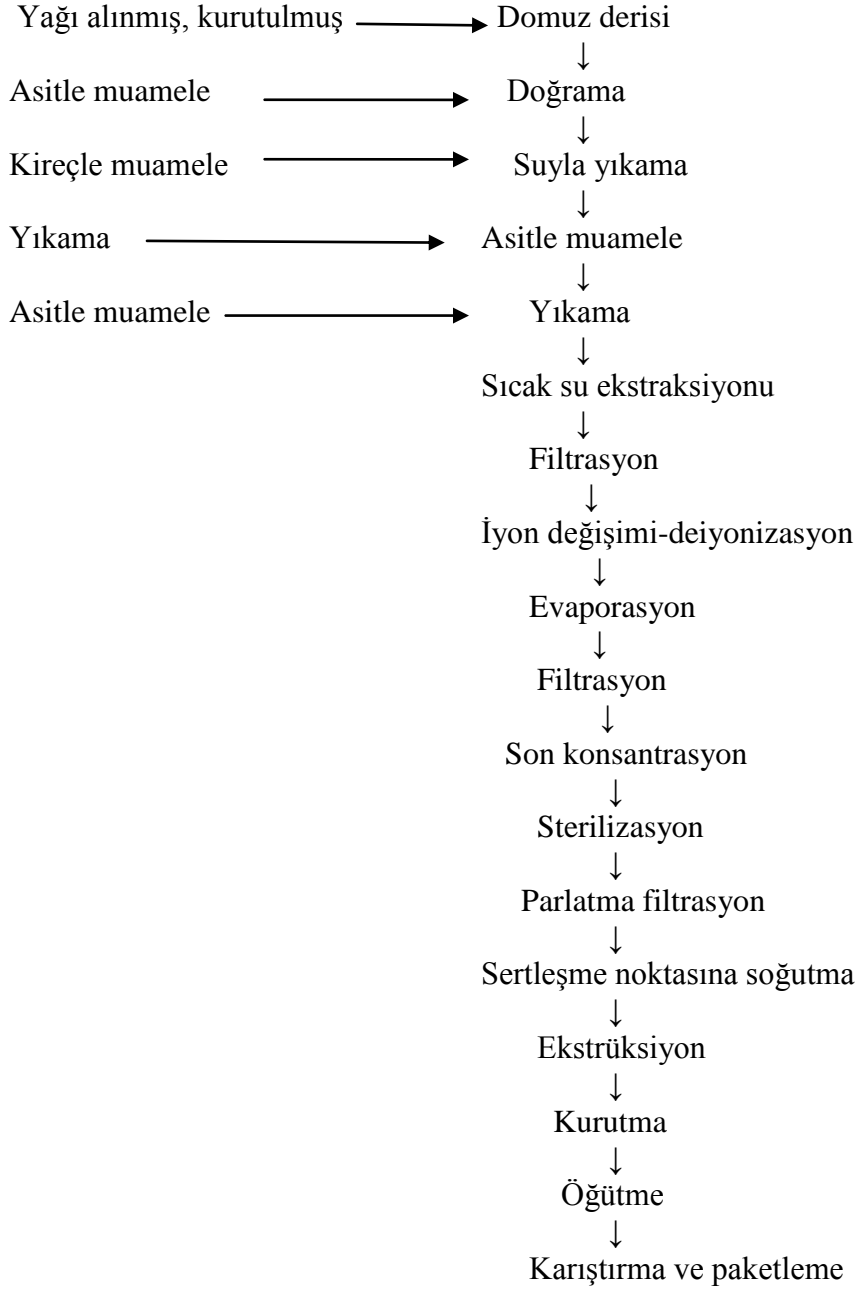 Yağı alınmış, kurutulmuş → Domuz derisi
↓
Asitle muamele → Doğrama
↓
Kireçle muamele → Suyla yıkama
↓
Yıkama → Asitle muamele
↓
Asitle muamele → Yıkama
↓
Sıcak su ekstraksiyonu
↓
Filtrasyon
↓
İyon değişimi-deiyonizasyon
↓
Evaporasyon
↓
Filtrasyon
↓
Son konsantrasyon
↓
Sterilizasyon
↓
Parlatma filtrasyon
↓
Sertleşme noktasına soğutma
↓
Ekstrüksiyon
↓
Kurutma
↓
Öğütme
↓
Karıştırma ve paketleme